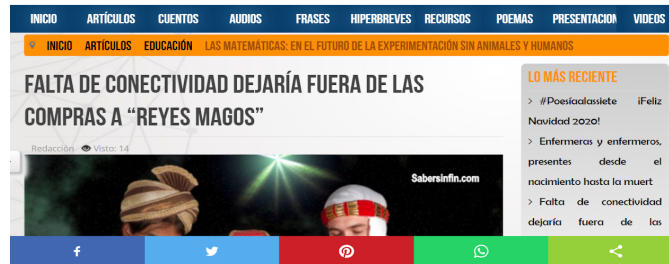 INICIO ARTÍCULOS CUENTOS AUDIOS FRASES HIPERBREVES RECURSOS POEMAS PRESENTACION VIDEOS
INICIO ARTÍCULOS EDUCACIÓN LAS MATEMÁTICAS: EN EL FUTURO DE LA EXPERIMENTACIÓN SIN ANIMALES Y HUMANOS
FALTA DE CONECTIVIDAD DEJARÍA FUERA DE LAS
COMPRAS A “REYES MAGOS”
Redacción Visto: 14
Sabersinfin.com
LO MÁS RECIENTE
> #Poesíaalassiete ¡Feliz
Navidad 2020!
> Enfermeras y enfermeros,
presentes desde el
nacimiento hasta la muert
> Falta de conectividad
dejaría fuera de las